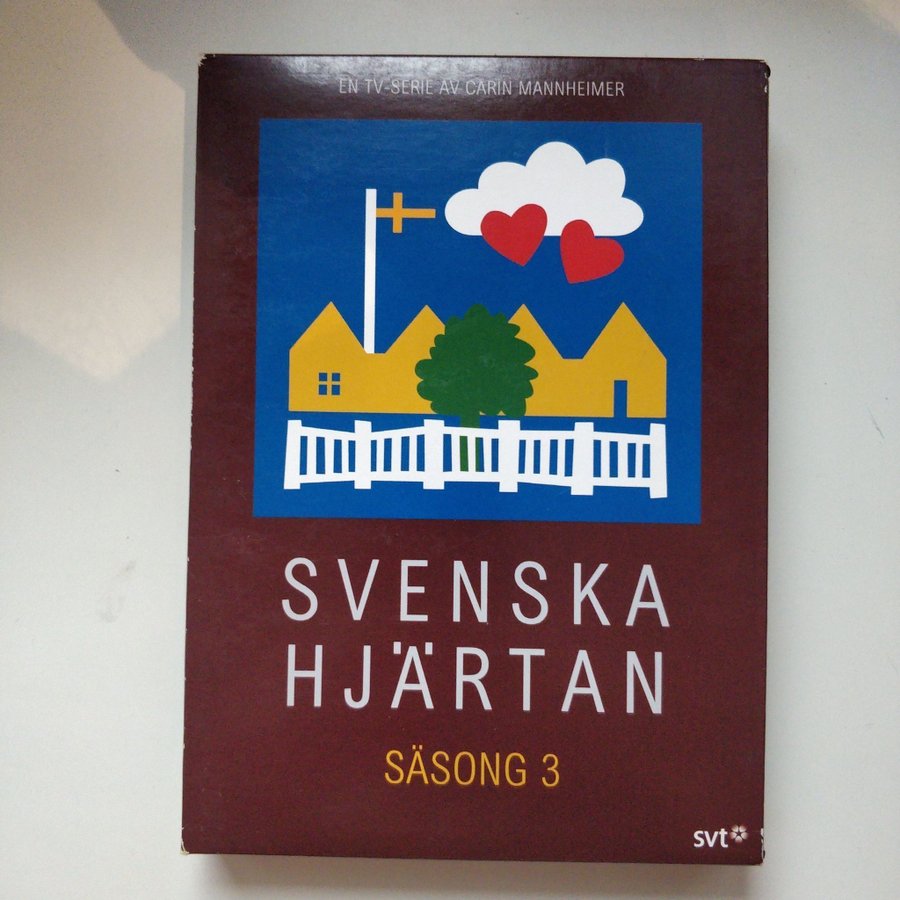 EN TV-SERIE AV CARIN MANNHEIMER
SVENSKA
HJÄRTAN
SÄSONG 3
svt